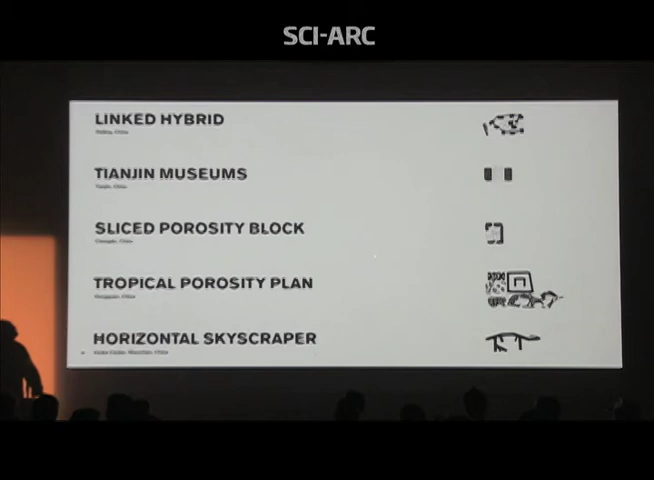 SCI-ARC
LINKED HYBRID
TIANJIN MUSEUMS
SLICED POROSITY BLOCK
TROPICAL POROSITY PLAN
HORIZONTAL SKYSCRAPER